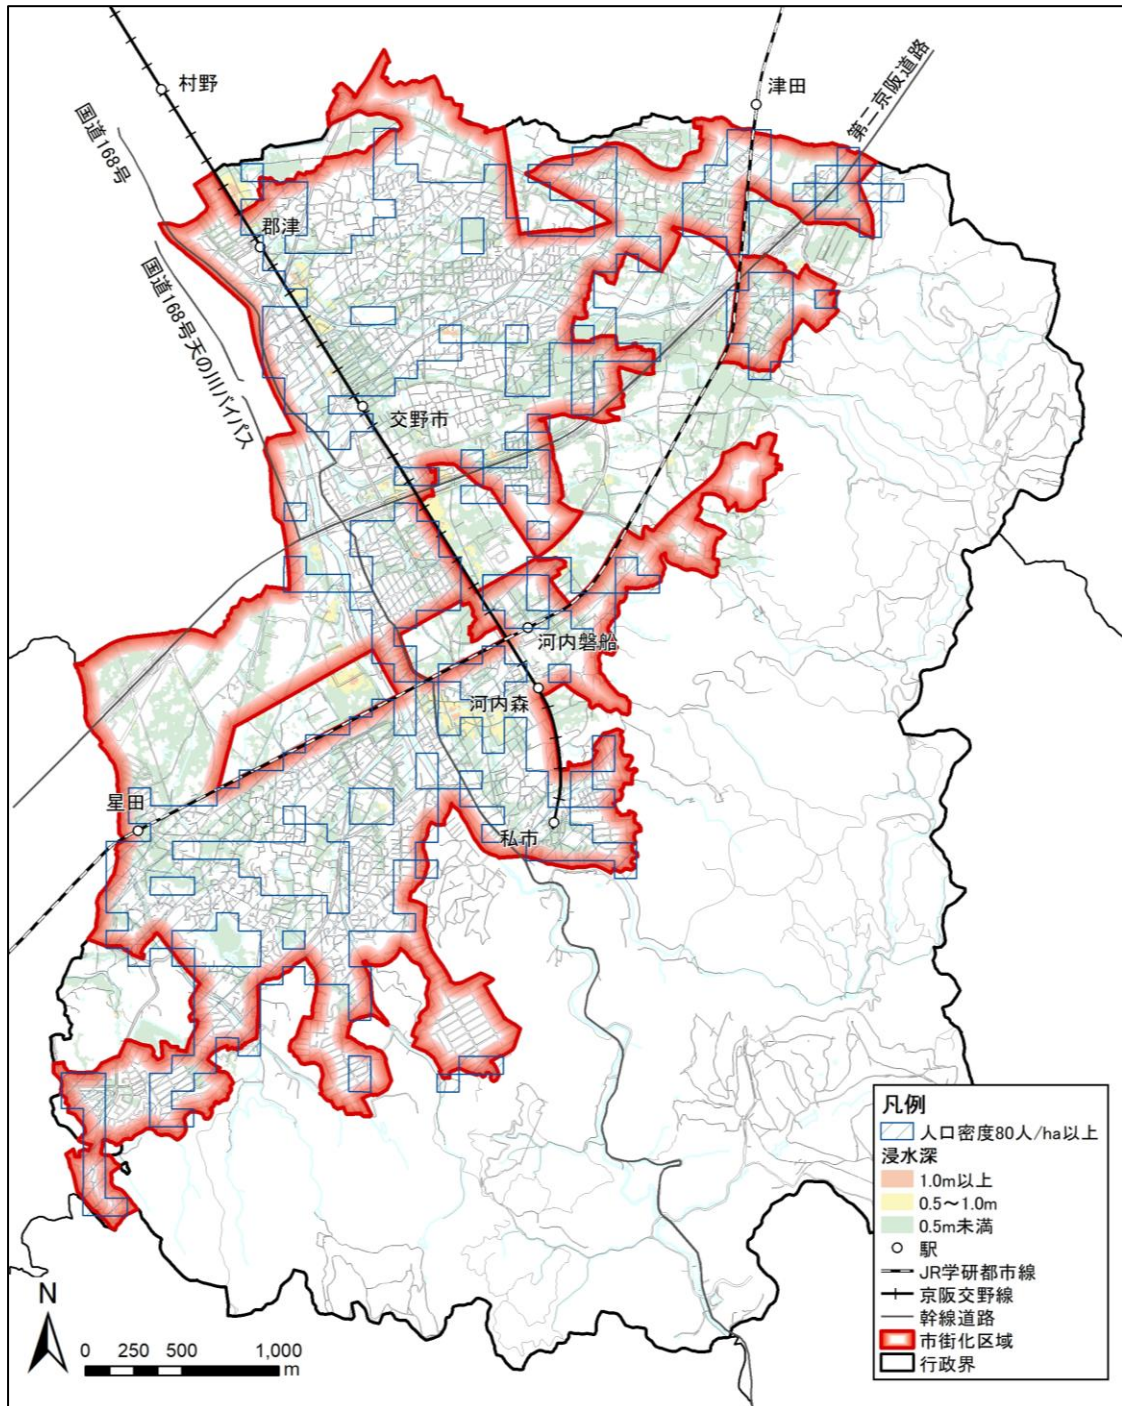 村野
津田
第二京阪道路
国道168号
郡津
国道168号天の川バイパス
交野市
河内磐船
河内森
星田
私市
凡例
人口密度80人/ha以上
浸水深
1.0m以上
0.5～1.0m
0.5m未満
駅
JR学研都市線
京阪交野線
幹線道路
市街化区域
行政界
N
0 250 500 1,000
m